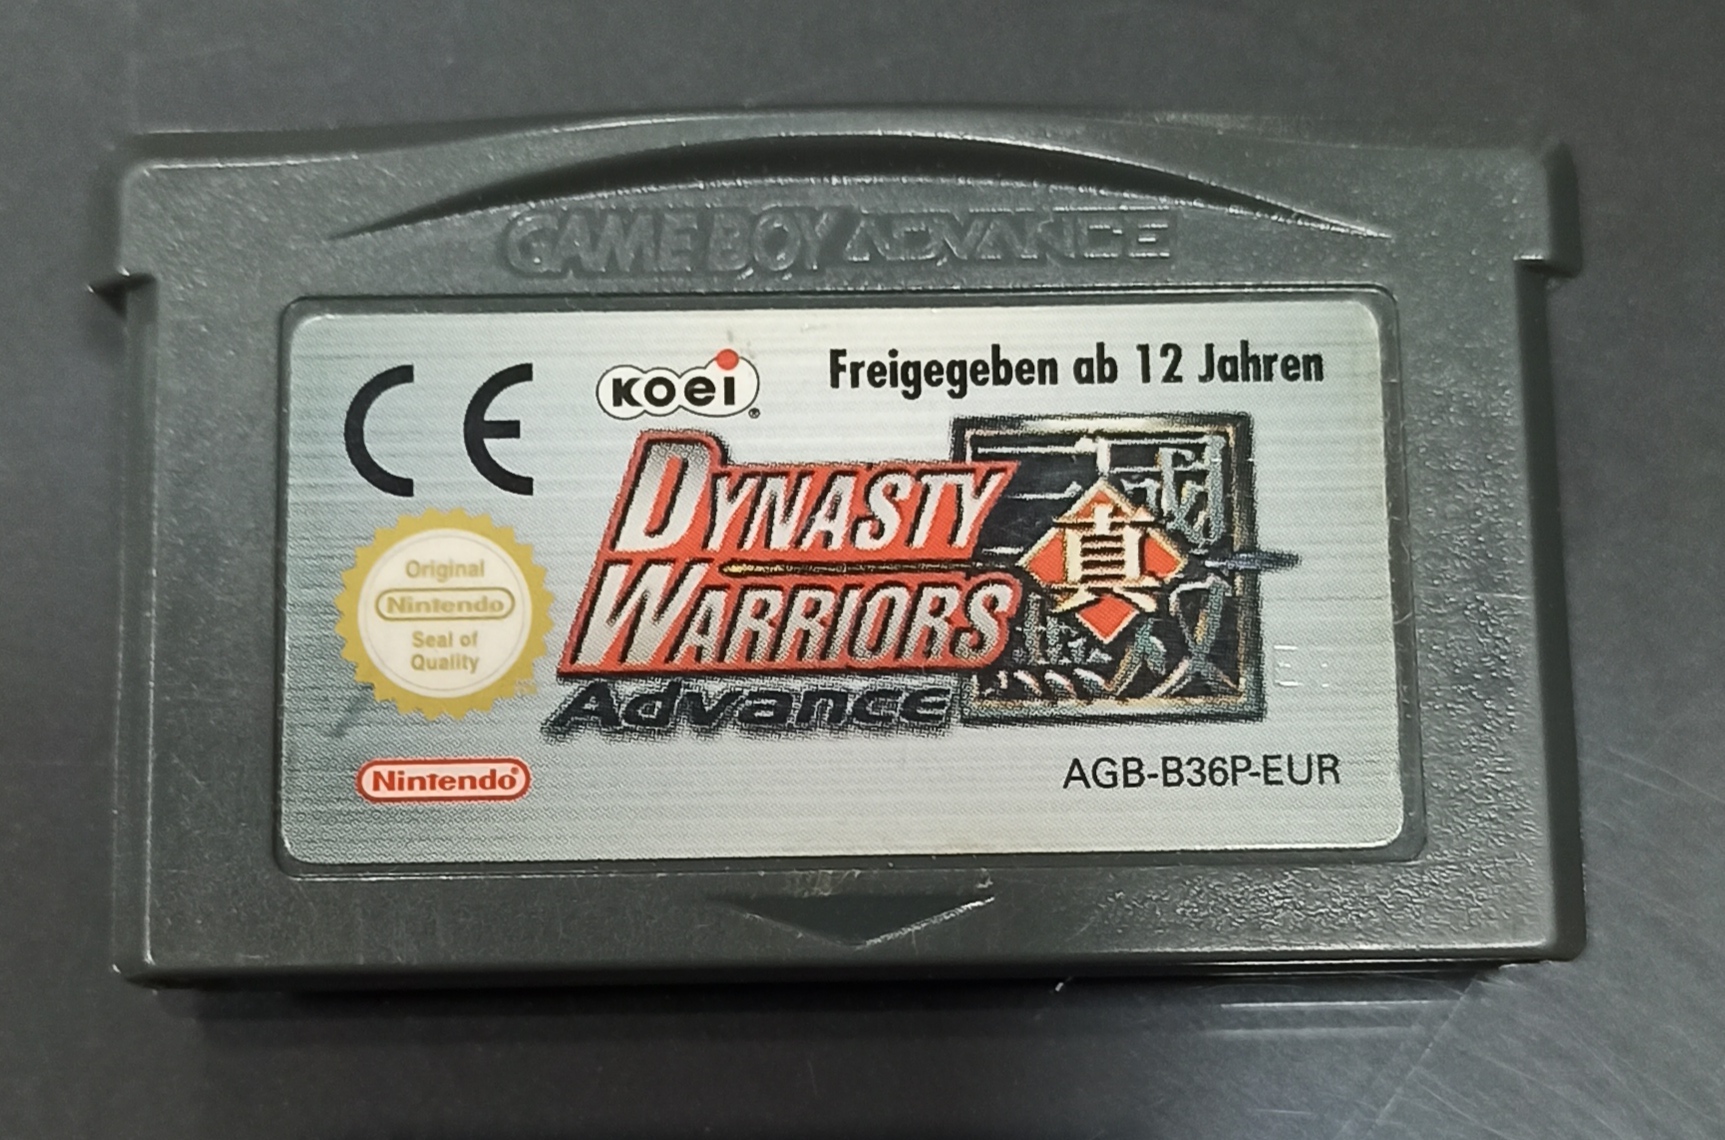 GAME BOY ADVANCE
CE
KOEI®
Freigegeben ab 12 Jahren
DYNASTY
WARRIORS
Advance
真
Original
Nintendo
Seal of
Quality
Nintendo®
AGB-B36P-EUR